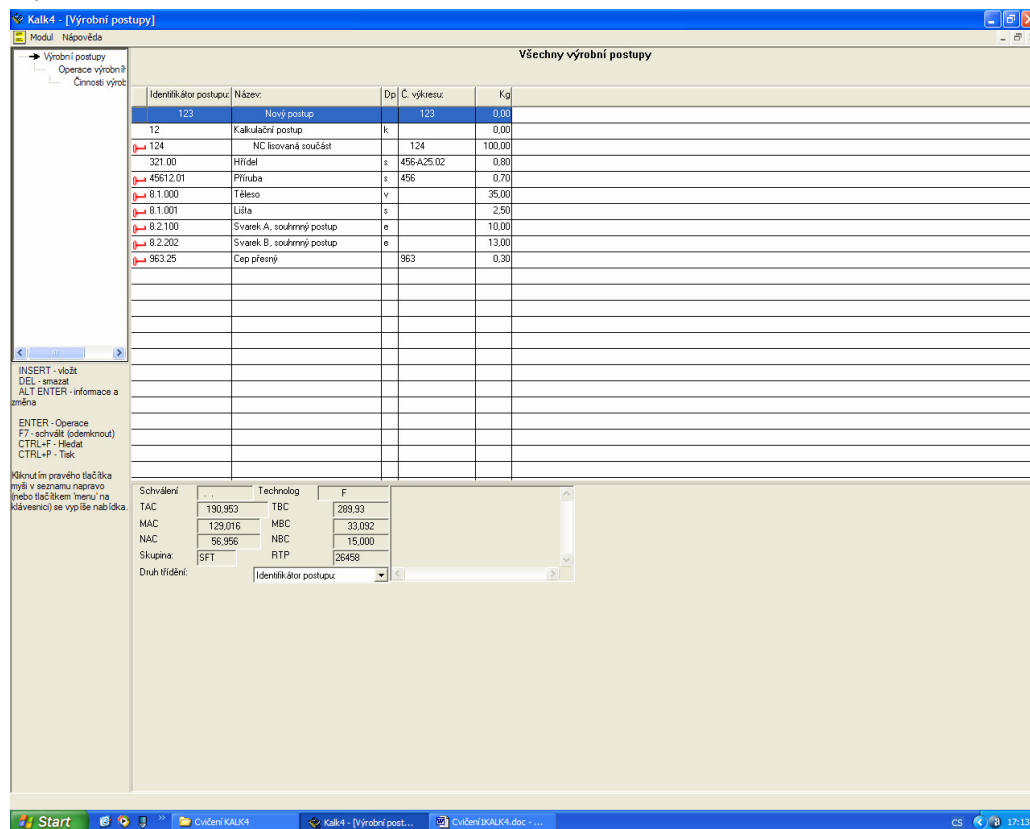 Kalk4 - [Výrobní postupy]
Modul Nápověda
Výrobní postupy
Operace výrobníh
Činnosti výrob
Všechny výrobní postupy
Identifikátor postupu: Název: Dp Č. výkresu: Kg
123 Nový postup 123 0,00
12 Kalkulační postup k 0,00
124 NC lisovaná součást 124 100,00
321.00 Hřídel s 456-A25.02 0,80
45612.01 Příruba s 456 0,70
8.1.000 Těleso v 35,00
8.1.001 Lišta s 2,50
8.2.100 Svarek A, souhrnný postup e 10,00
8.2.202 Svarek B, souhrnný postup e 13,00
963.25 Cep přesný 963 0,30
INSERT - vložit
DEL - smazat
ALT ENTER - informace a
změna
ENTER - Operace
F7 - schválit (odemknout)
CTRL+F - Hledat
CTRL+P - Tisk
Kliknutím pravého tlačítka
myši v seznamu napravo
(nebo tlačítkem 'menu' na
klávesnici) se vypíše nabídka.
Schválení . . Technolog F
TAC 190,953 TBC 289,93
MAC 129,016 MBC 33,092
NAC 56,956 NBC 15,000
Skupina: SFT RTP 26458
Druh třídění: Identifikátor postupu:
Start Cvičení KALK4 Kalk4 - [Výrobní post... Cvičení1KALK4.doc - ... CS 17:13